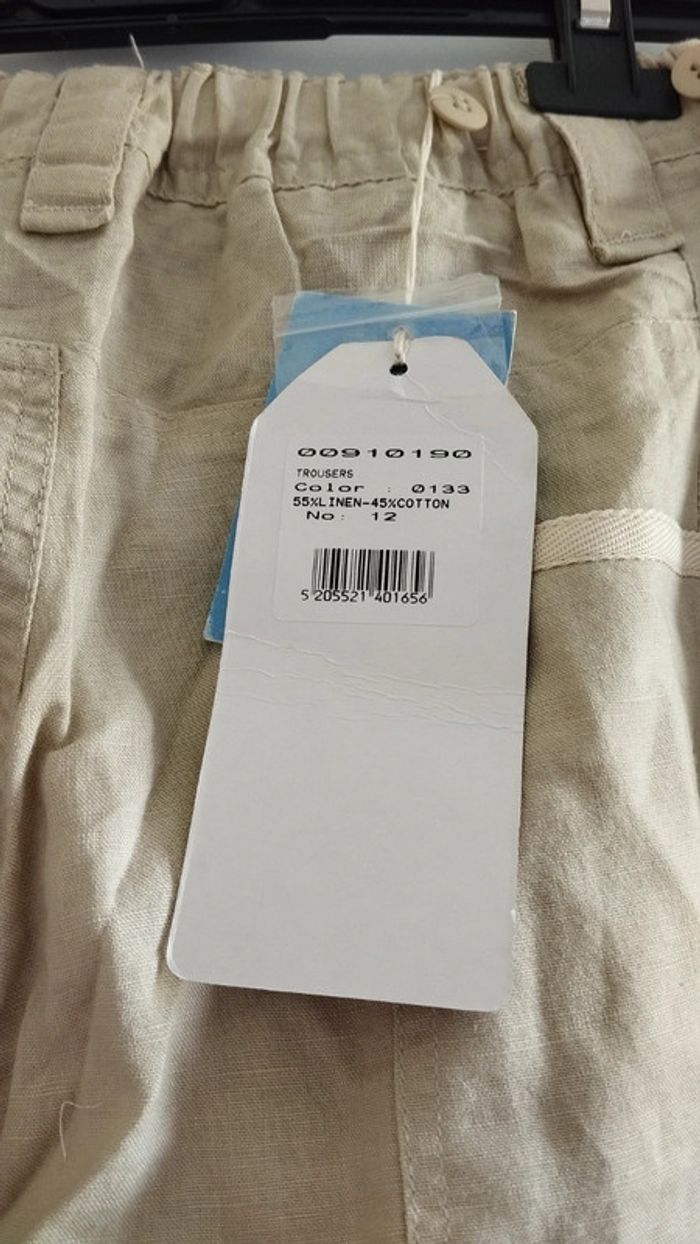 00910190
TROUSERS
Color : 0133
55%LINEN-45%COTTON
No: 12
5 205521 401656